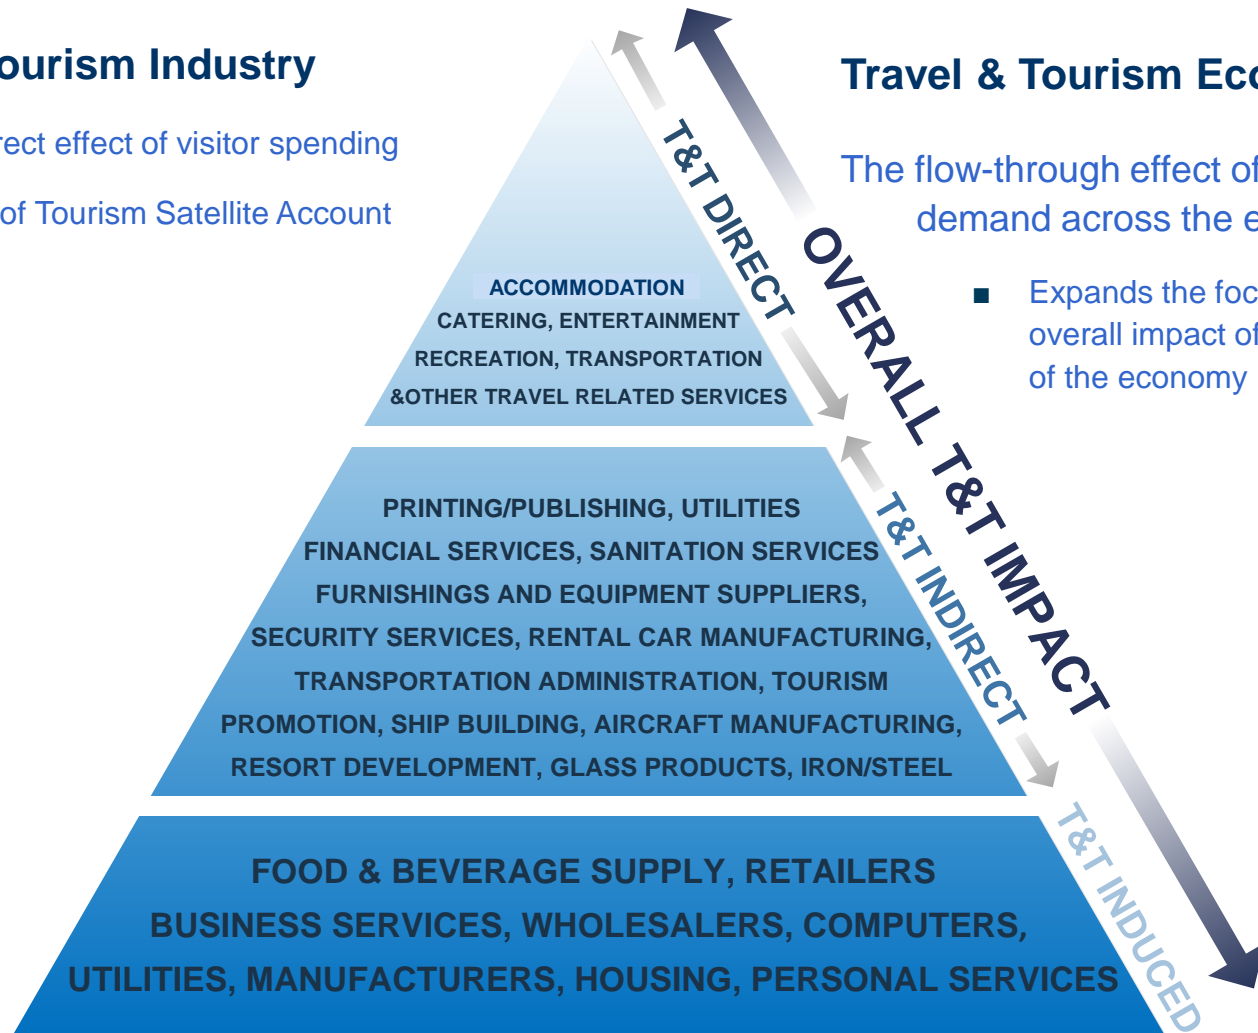 ourism Industry
rect effect of visitor spending
of Tourism Satellite Account
Travel & Tourism Eco
The flow-through effect of
demand across the e
■ Expands the foc
overall impact of
of the economy
ACCOMMODATION
CATERING, ENTERTAINMENT
RECREATION, TRANSPORTATION
&OTHER TRAVEL RELATED SERVICES
PRINTING/PUBLISHING, UTILITIES
FINANCIAL SERVICES, SANITATION SERVICES
FURNISHINGS AND EQUIPMENT SUPPLIERS,
SECURITY SERVICES, RENTAL CAR MANUFACTURING,
TRANSPORTATION ADMINISTRATION, TOURISM
PROMOTION, SHIP BUILDING, AIRCRAFT MANUFACTURING,
RESORT DEVELOPMENT, GLASS PRODUCTS, IRON/STEEL
FOOD & BEVERAGE SUPPLY, RETAILERS
BUSINESS SERVICES, WHOLESALERS, COMPUTERS,
UTILITIES, MANUFACTURERS, HOUSING, PERSONAL SERVICES
T&T DIRECT
T&T INDIRECT
T&T INDUCED
OVERALL T&T IMPACT